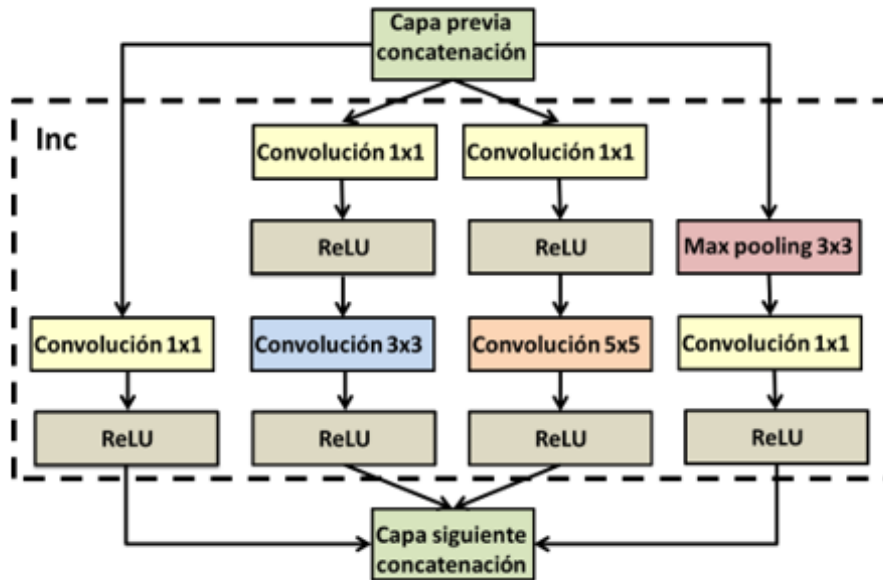 Capa previa
concatenación
Inc
Convolución 1x1
Convolución 1x1
ReLU
ReLU
Max pooling 3x3
Convolución 1x1
Convolución 3x3
Convolución 5x5
Convolución 1x1
ReLU
ReLU
ReLU
ReLU
Capa siguiente
concatenación